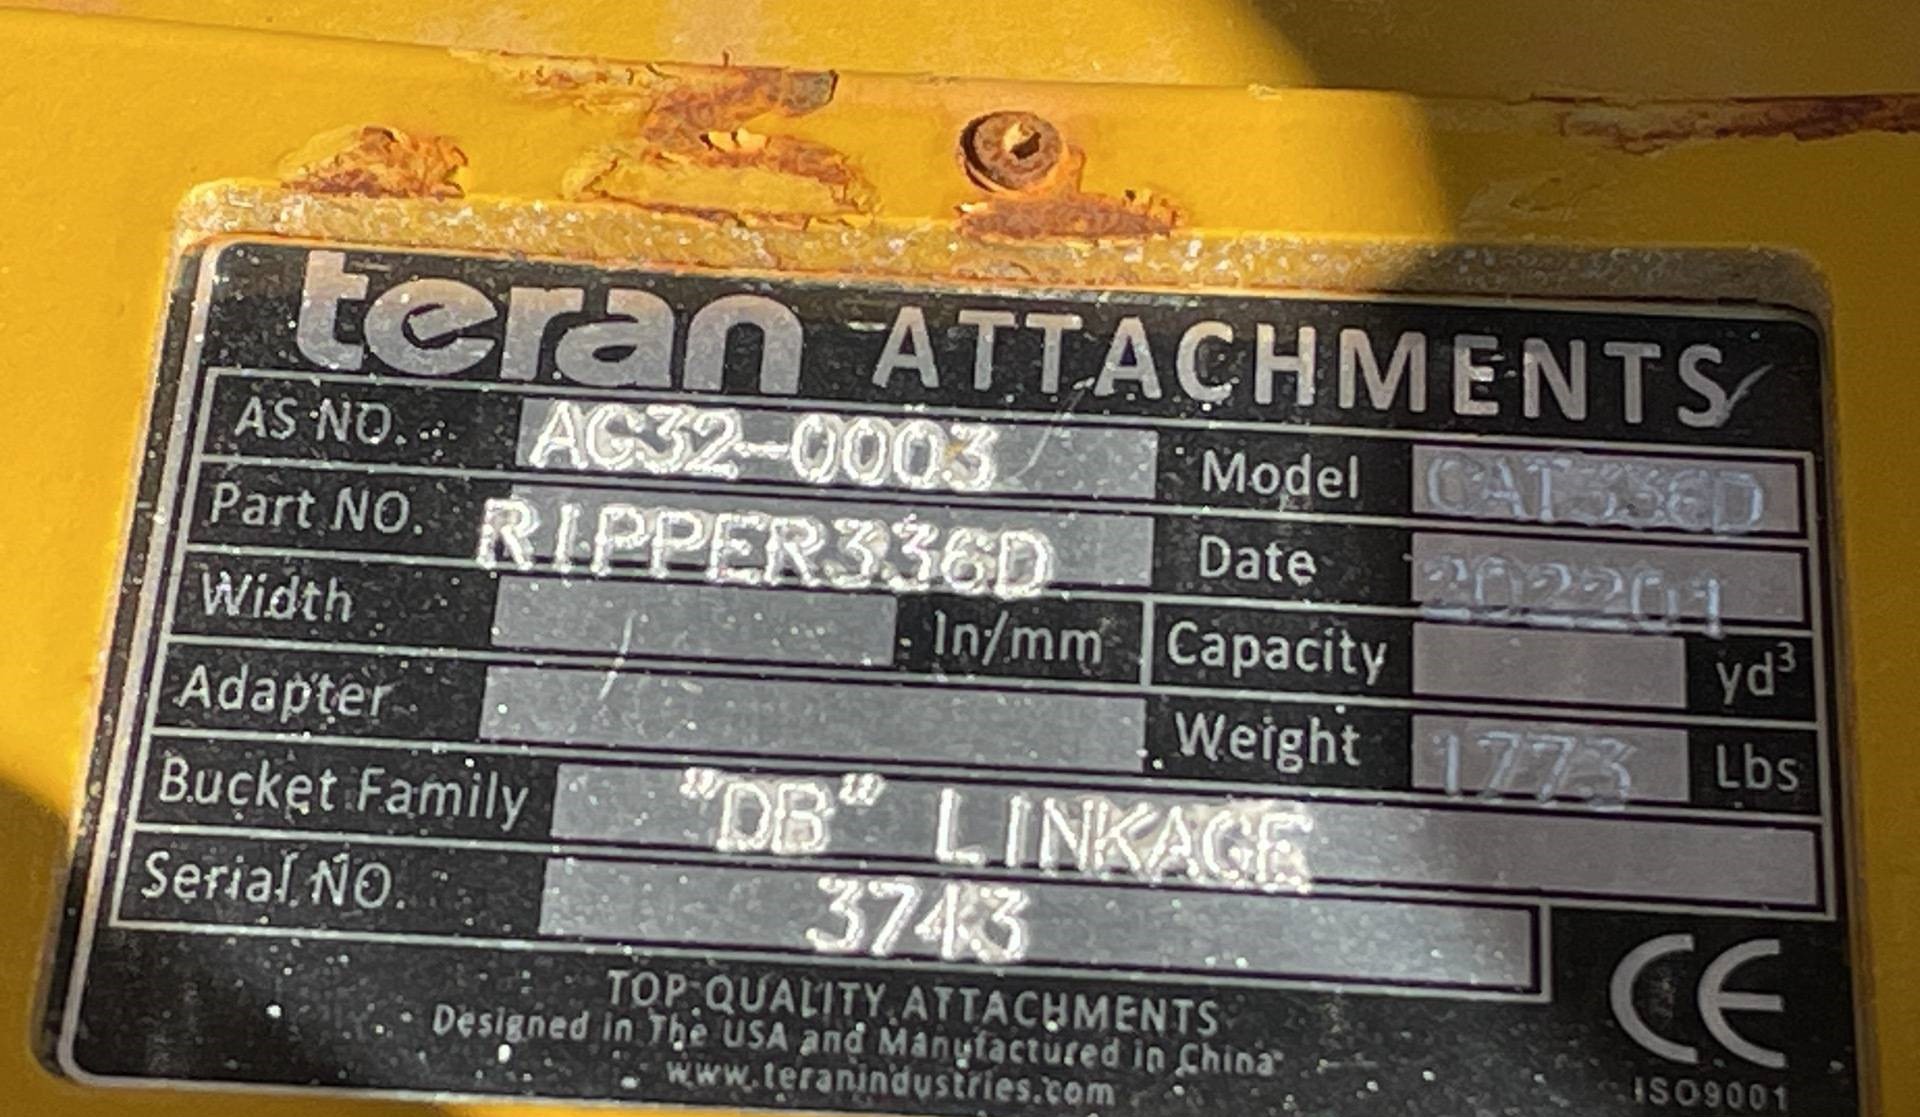 teran ATTACHMENTS
AS NO. AG32-0003 Model CAT336D
Part NO. RIPPER336D Date 202201
Width In/mm Capacity yd³
Adapter Weight 1773 Lbs
Bucket Family "DB" LINKAGE
Serial NO. 3743
CE
TOP QUALITY ATTACHMENTS
Designed in The USA and Manufactured in China
www.teranindustries.com
ISO9001